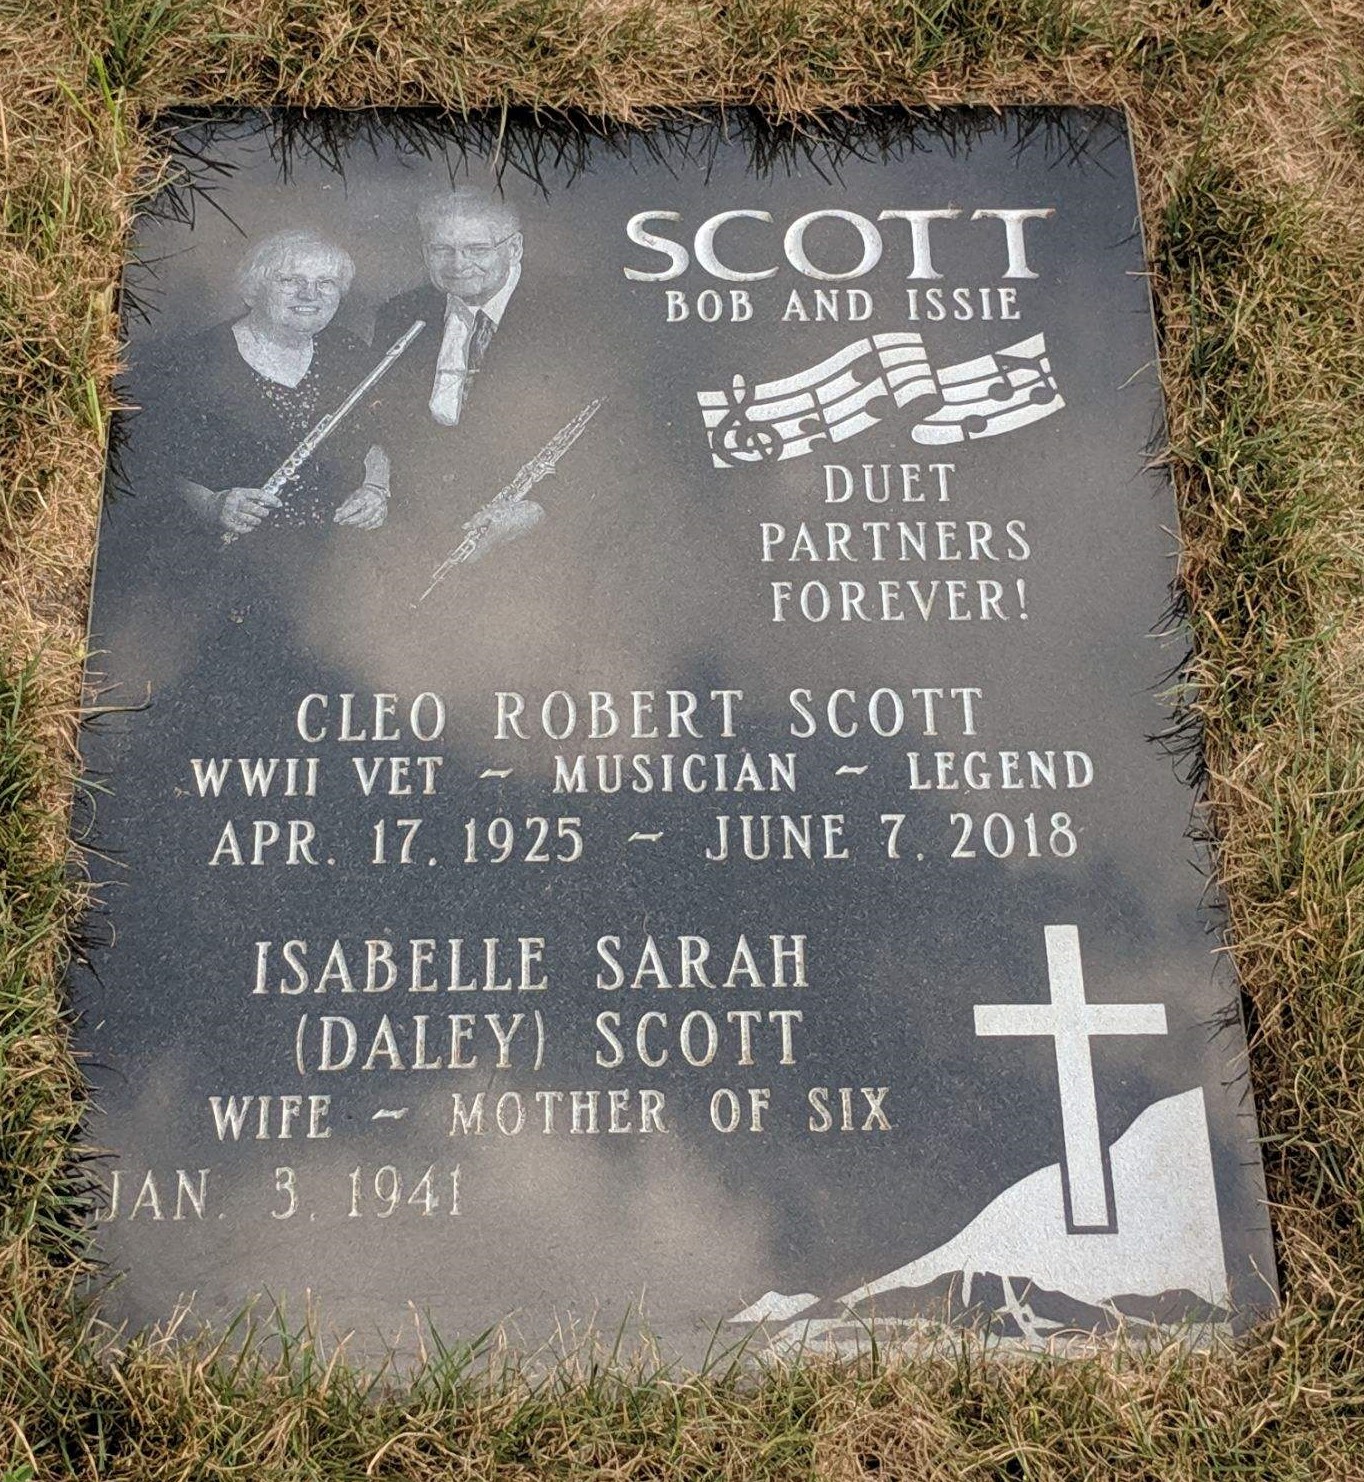 SCOTT
BOB AND ISSIE
DUET
PARTNERS
FOREVER!
CLEO ROBERT SCOTT
WWII VET ~ MUSICIAN ~ LEGEND
APR. 17, 1925 ~ JUNE 7, 2018
ISABELLE SARAH
(DALEY) SCOTT
WIFE ~ MOTHER OF SIX
JAN. 3, 1941